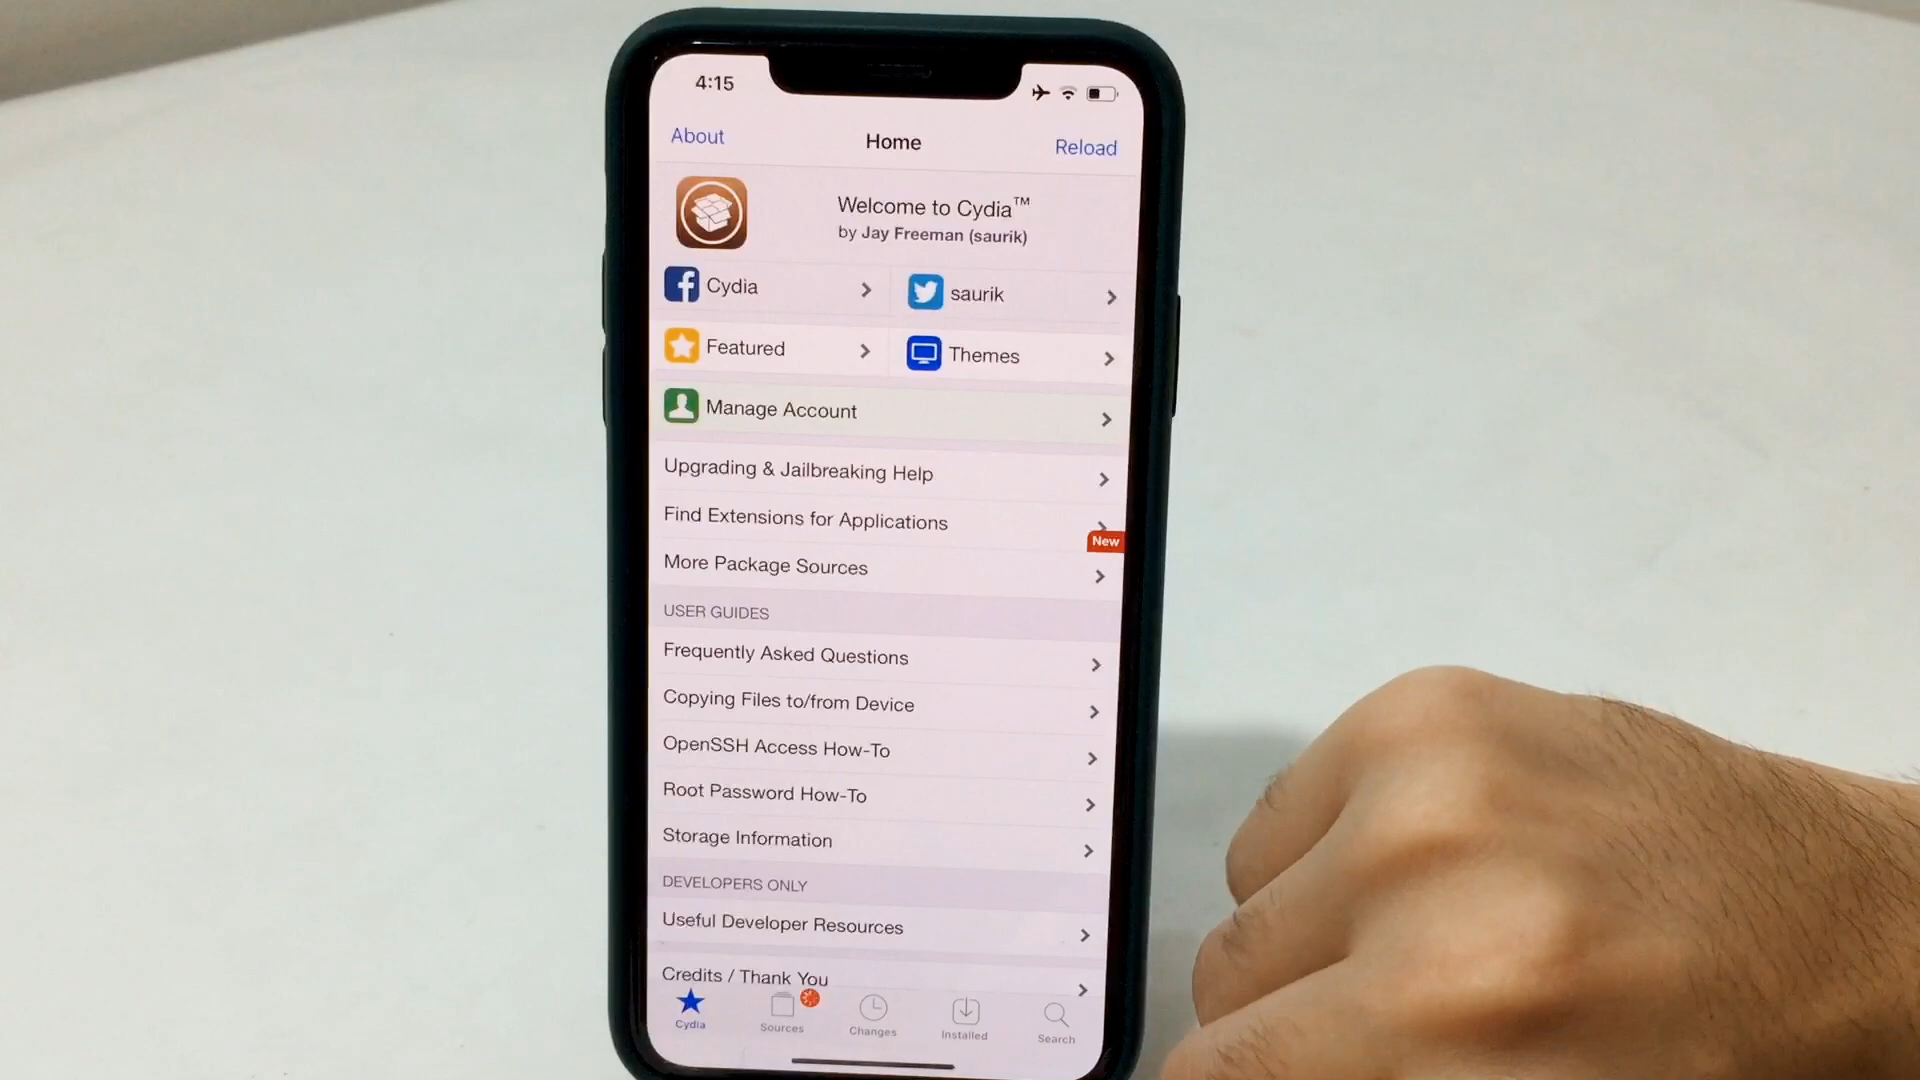 4:15
About
Home
Reload
Welcome to Cydia™
by Jay Freeman (saurik)
Cydia
saurik
Featured
Themes
Manage Account
Upgrading & Jailbreaking Help
Find Extensions for Applications
New
More Package Sources
USER GUIDES
Frequently Asked Questions
Copying Files to/from Device
OpenSSH Access How-To
Root Password How-To
Storage Information
DEVELOPERS ONLY
Useful Developer Resources
Credits / Thank You
Cydia
Sources
Changes
Installed
Search